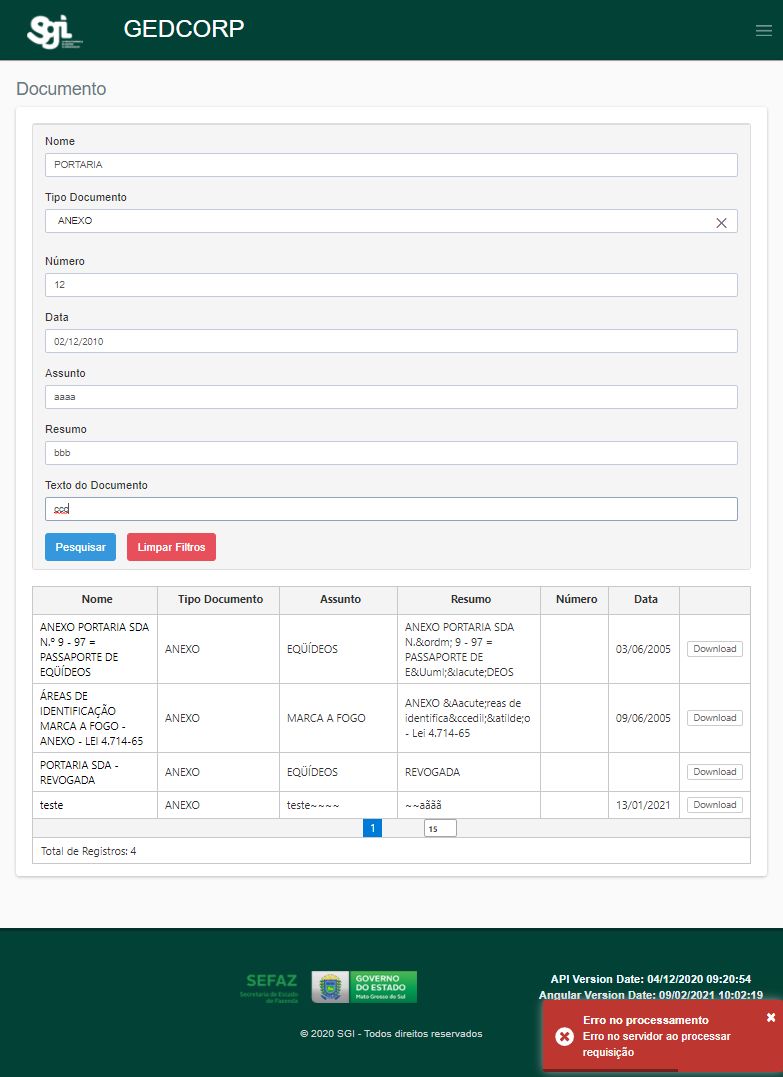 Sgi
GEDCORP
Documento
Nome
PORTARIA
Tipo Documento
ANEXO
Número
12
Data
02/12/2010
Assunto
aaaa
Resumo
bbb
Texto do Documento
Pesquisar Limpar Filtros
Nome Tipo Documento Assunto Resumo Número Data
ANEXO PORTARIA SDA
N.º 9 - 97 =
PASSAPORTE DE
EQÜÍDEOS
ANEXO
EQÜÍDEOS
ANEXO PORTARIA SDA
N.&ordm; 9 - 97 =
PASSAPORTE DE
E&Uuml;&Iacute;DEOS
03/06/2005
Download
ÁREAS DE
IDENTIFICAÇÃO
MARCA A FOGO -
ANEXO - LEI 4.714-65
ANEXO
MARCA A FOGO
ANEXO &Aacute;reas de
identifica&ccedil;&atilde;o
- Lei 4.714-65
09/06/2005
Download
PORTARIA SDA -
REVOGADA
ANEXO
EQÜÍDEOS
REVOGADA
Download
teste
ANEXO
teste~~~~
~~aããã
13/01/2021
Download
1 15
Total de Registros: 4
SEFAZ
Secretaria de Estado
de Fazenda
GOVERNO
DO ESTADO
Mato Grosso do Sul
API Version Date: 04/12/2020 09:20:54
Angular Version Date: 09/02/2021 10:02:19
© 2020 SGI - Todos direitos reservados
Erro no processamento
Erro no servidor ao processar
requisição